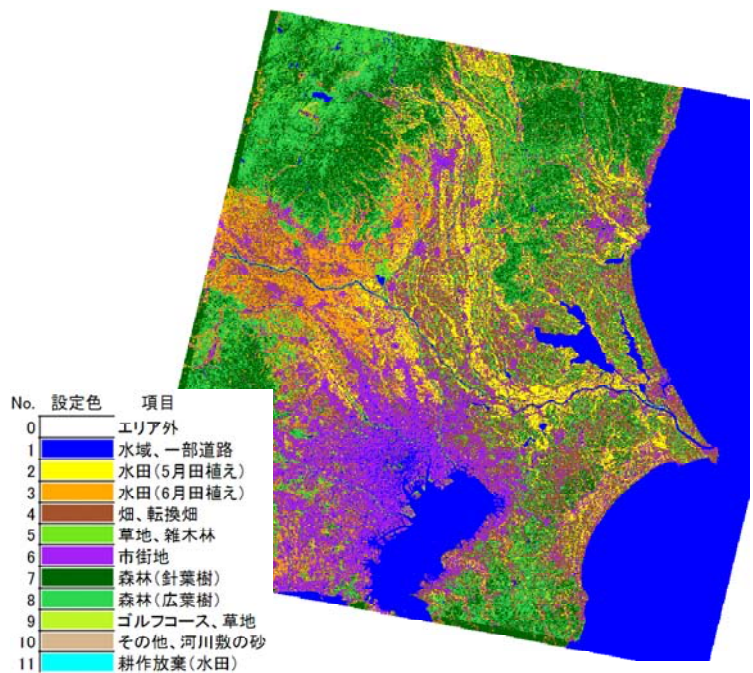 No. 設定色 項目
0 エリア外
1 水域、一部道路
2 水田(5月田植え)
3 水田(6月田植え)
4 畑、転換畑
5 草地、雑木林
6 市街地
7 森林(針葉樹)
8 森林(広葉樹)
9 ゴルフコース、草地
10 その他、河川敷の砂
11 耕作放棄(水田)